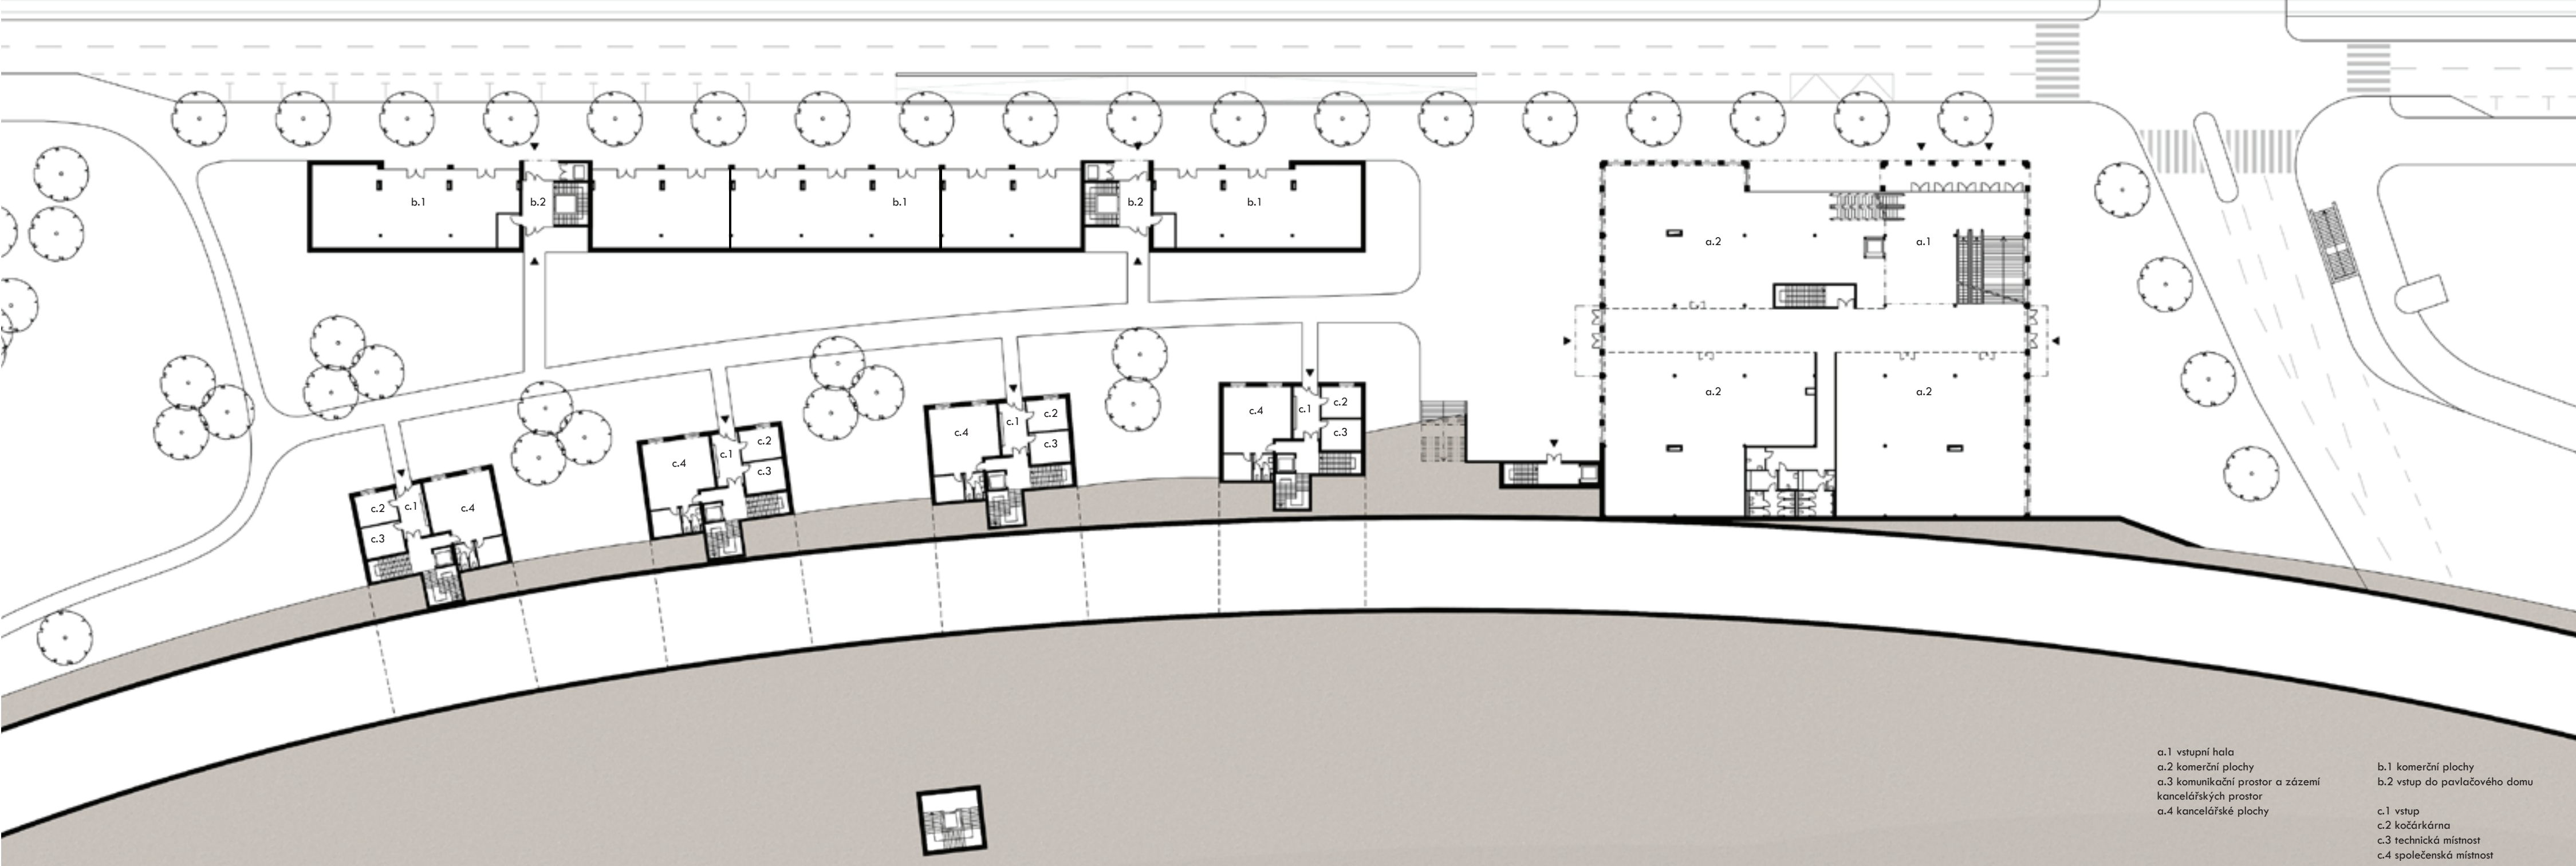 b.1
b.2
b.1
b.2
b.1
a.2
a.1
a.2
a.2
c.2
c.1
c.4
c.3
c.4
c.1
c.2
c.3
c.4
c.1
c.2
c.3
c.4
c.1
c.2
c.3
a.1 vstupní hala
a.2 komerční plochy
a.3 komunikační prostor a zázemí
kancelářských prostor
a.4 kancelářské plochy
b.1 komerční plochy
b.2 vstup do pavlačového domu
c.1 vstup
c.2 kočárkárna
c.3 technická místnost
c.4 společenská místnost